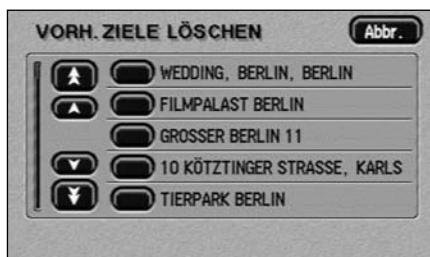 VORH. ZIELE LÖSCHEN Abbr.
WEDDING, BERLIN, BERLIN
FILMPALAST BERLIN
GROSSER BERLIN 11
10 KÖTZTINGER STRASSE, KARLS
TIERPARK BERLIN